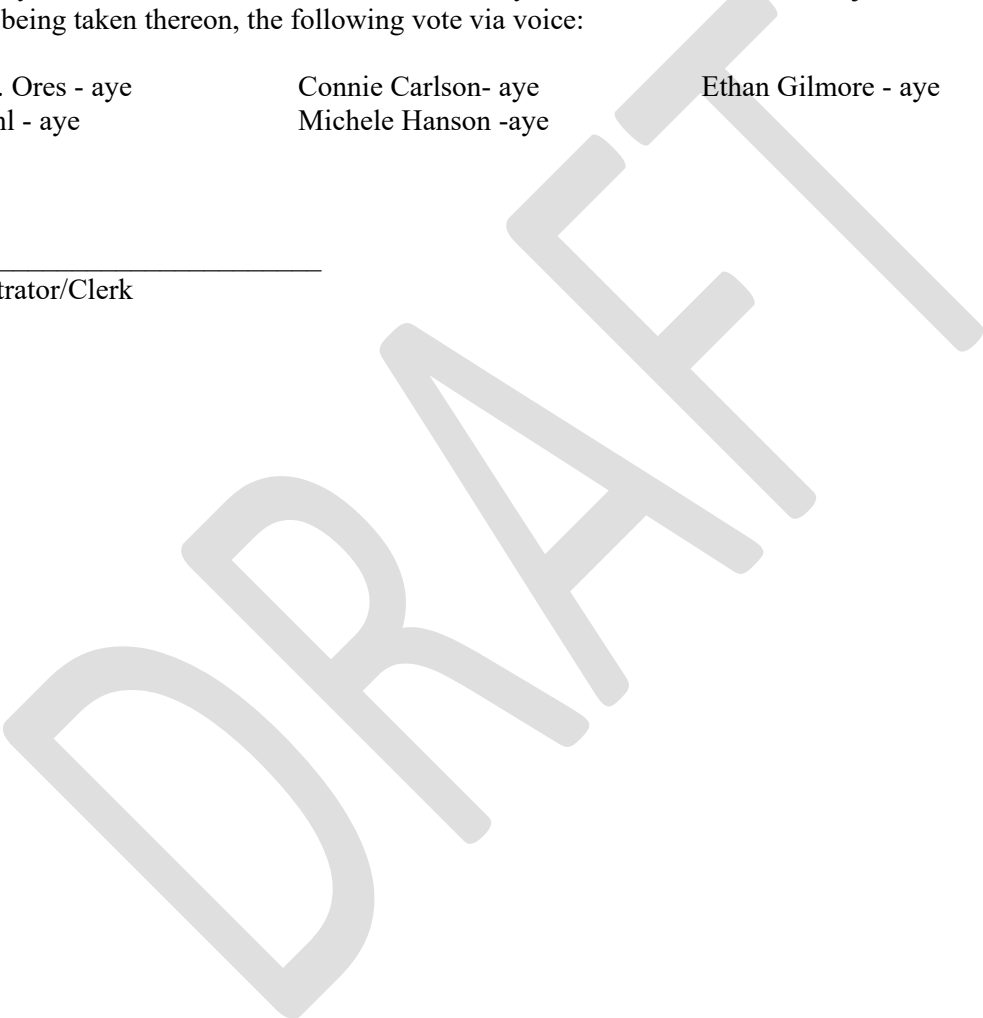 being taken thereon, the following vote via voice:
. Ores - aye Connie Carlson- aye Ethan Gilmore - aye
hl - aye Michele Hanson -aye
trator/Clerk
DRAFT